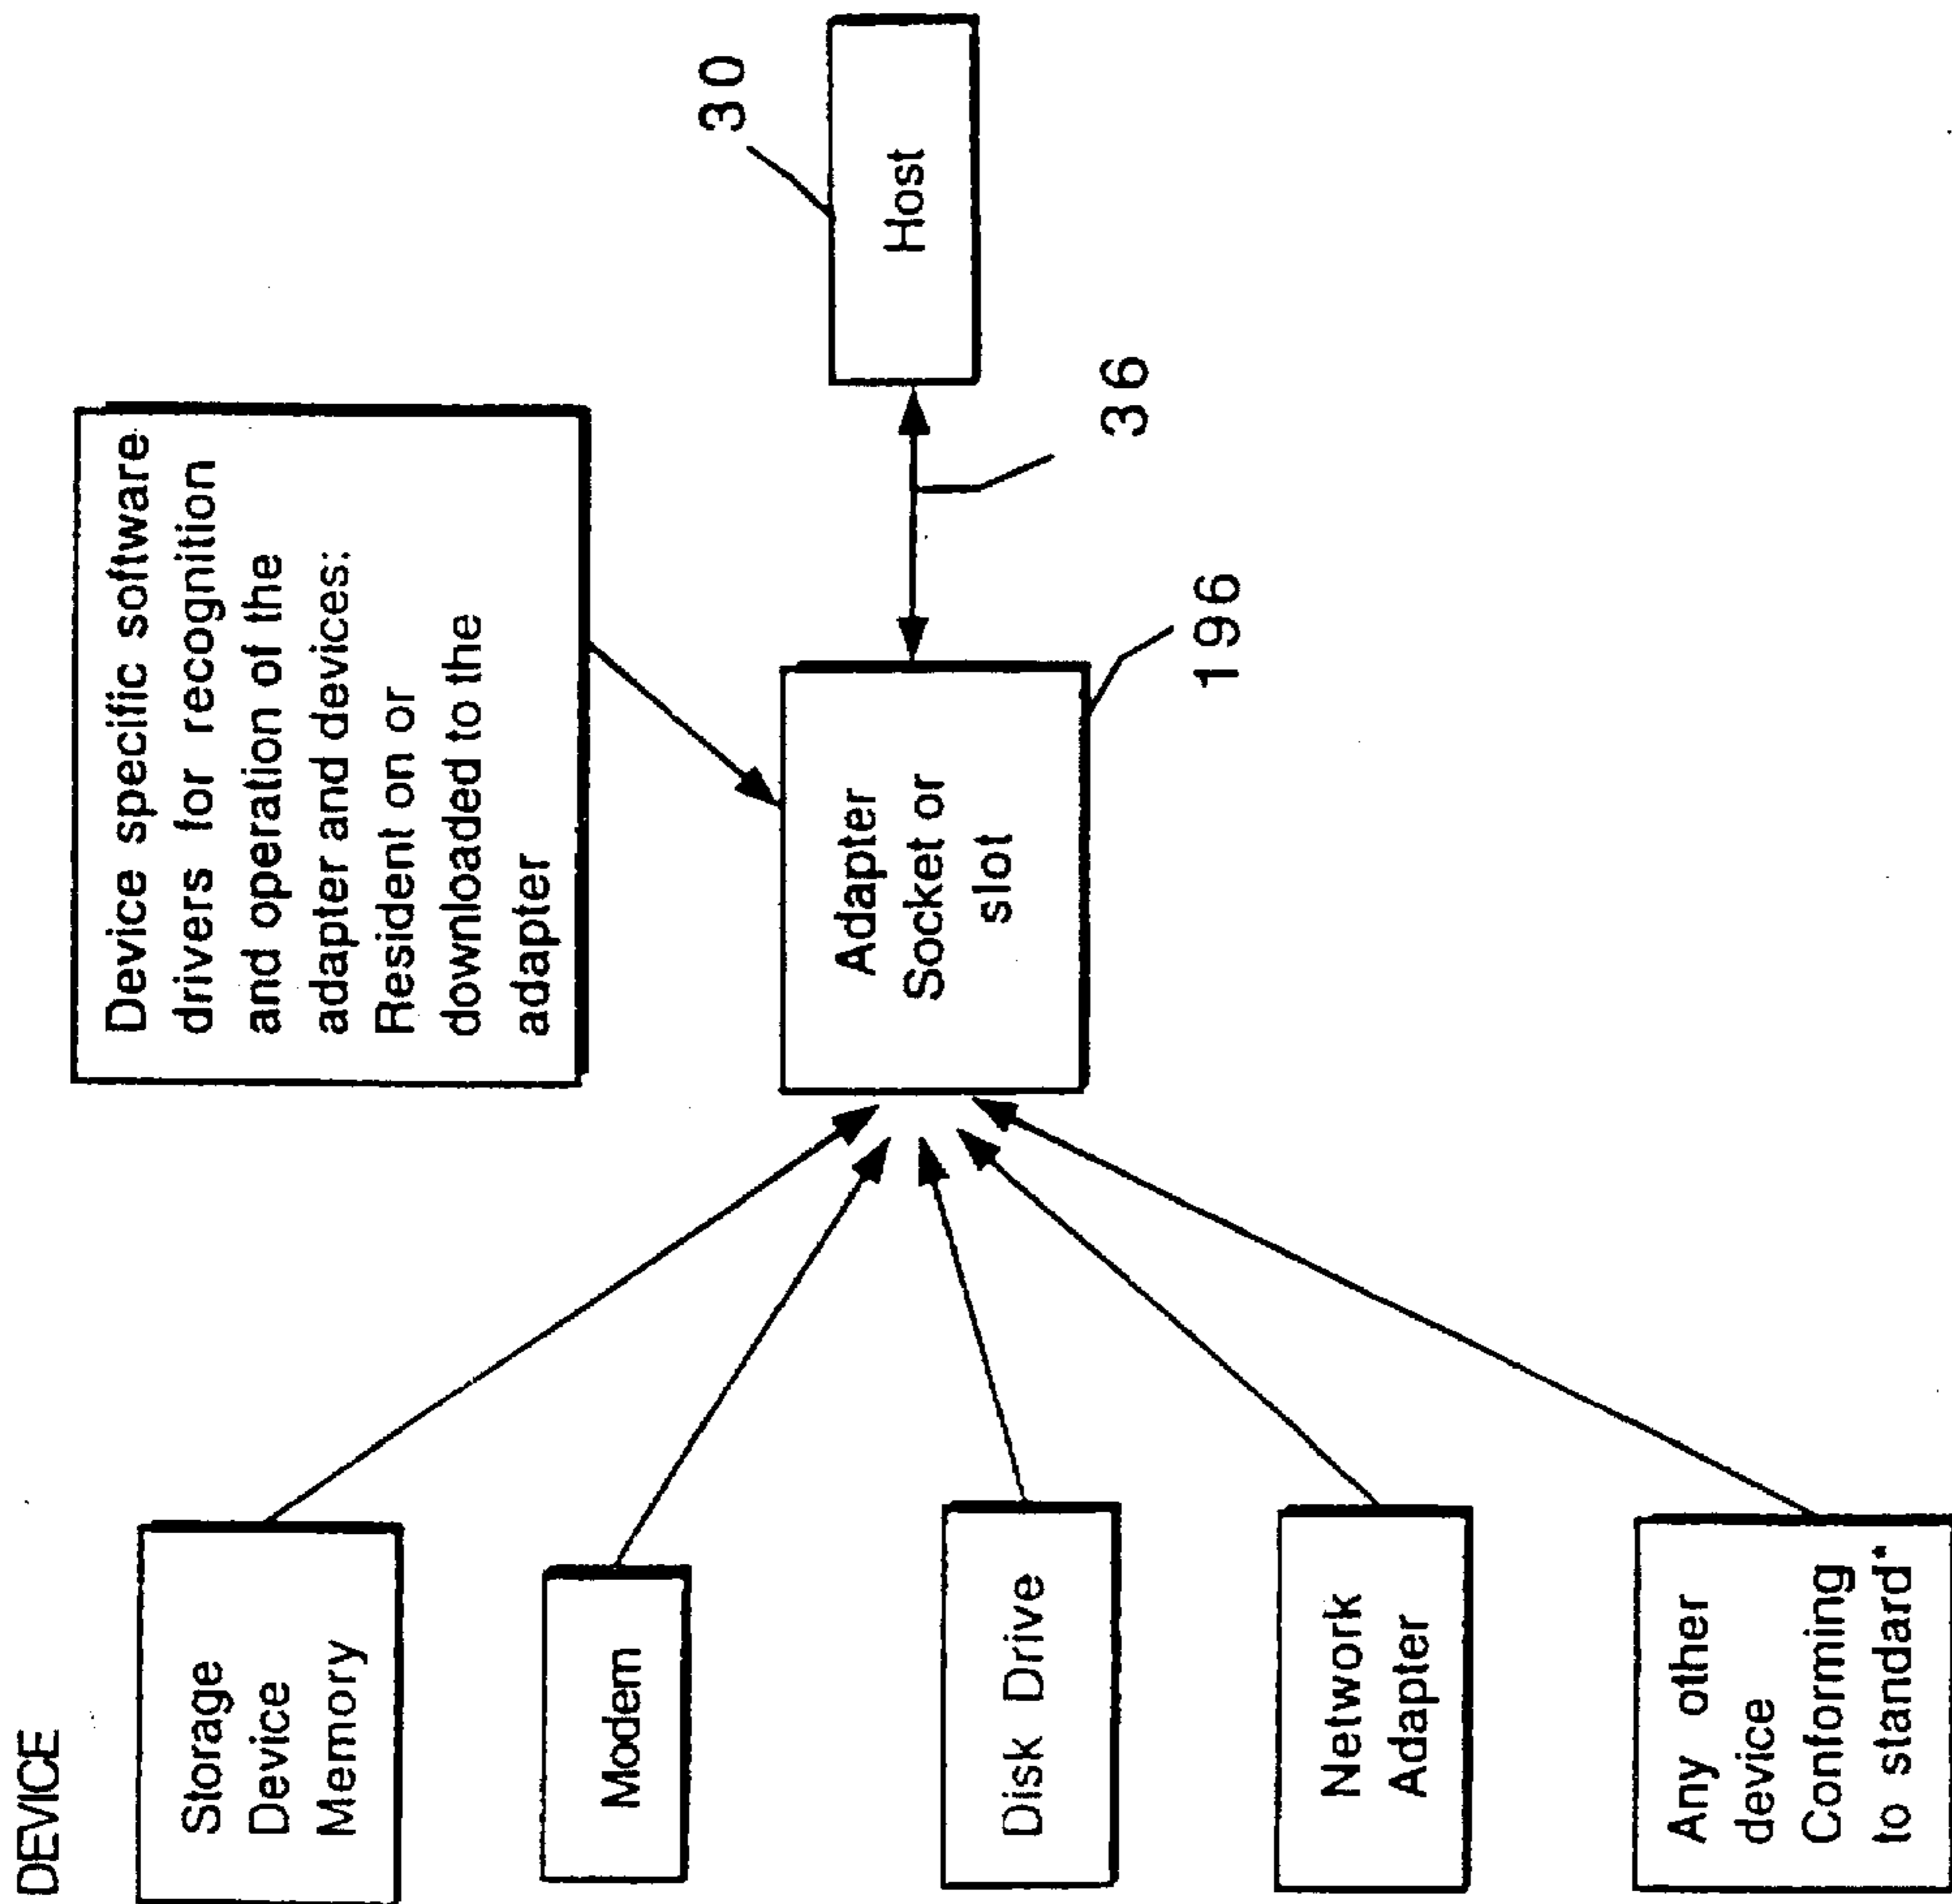 DEVICE
Storage
Device
Memory
Modem
Disk Drive
Network
Adapter
Any other
device
Conforming
to standard*
Device specific software
drivers for recognition
and operation of the
adapter and devices:
Resident on or
downloaded to the
adapter
Adapter
Socket or
slot
196
36
Host
30